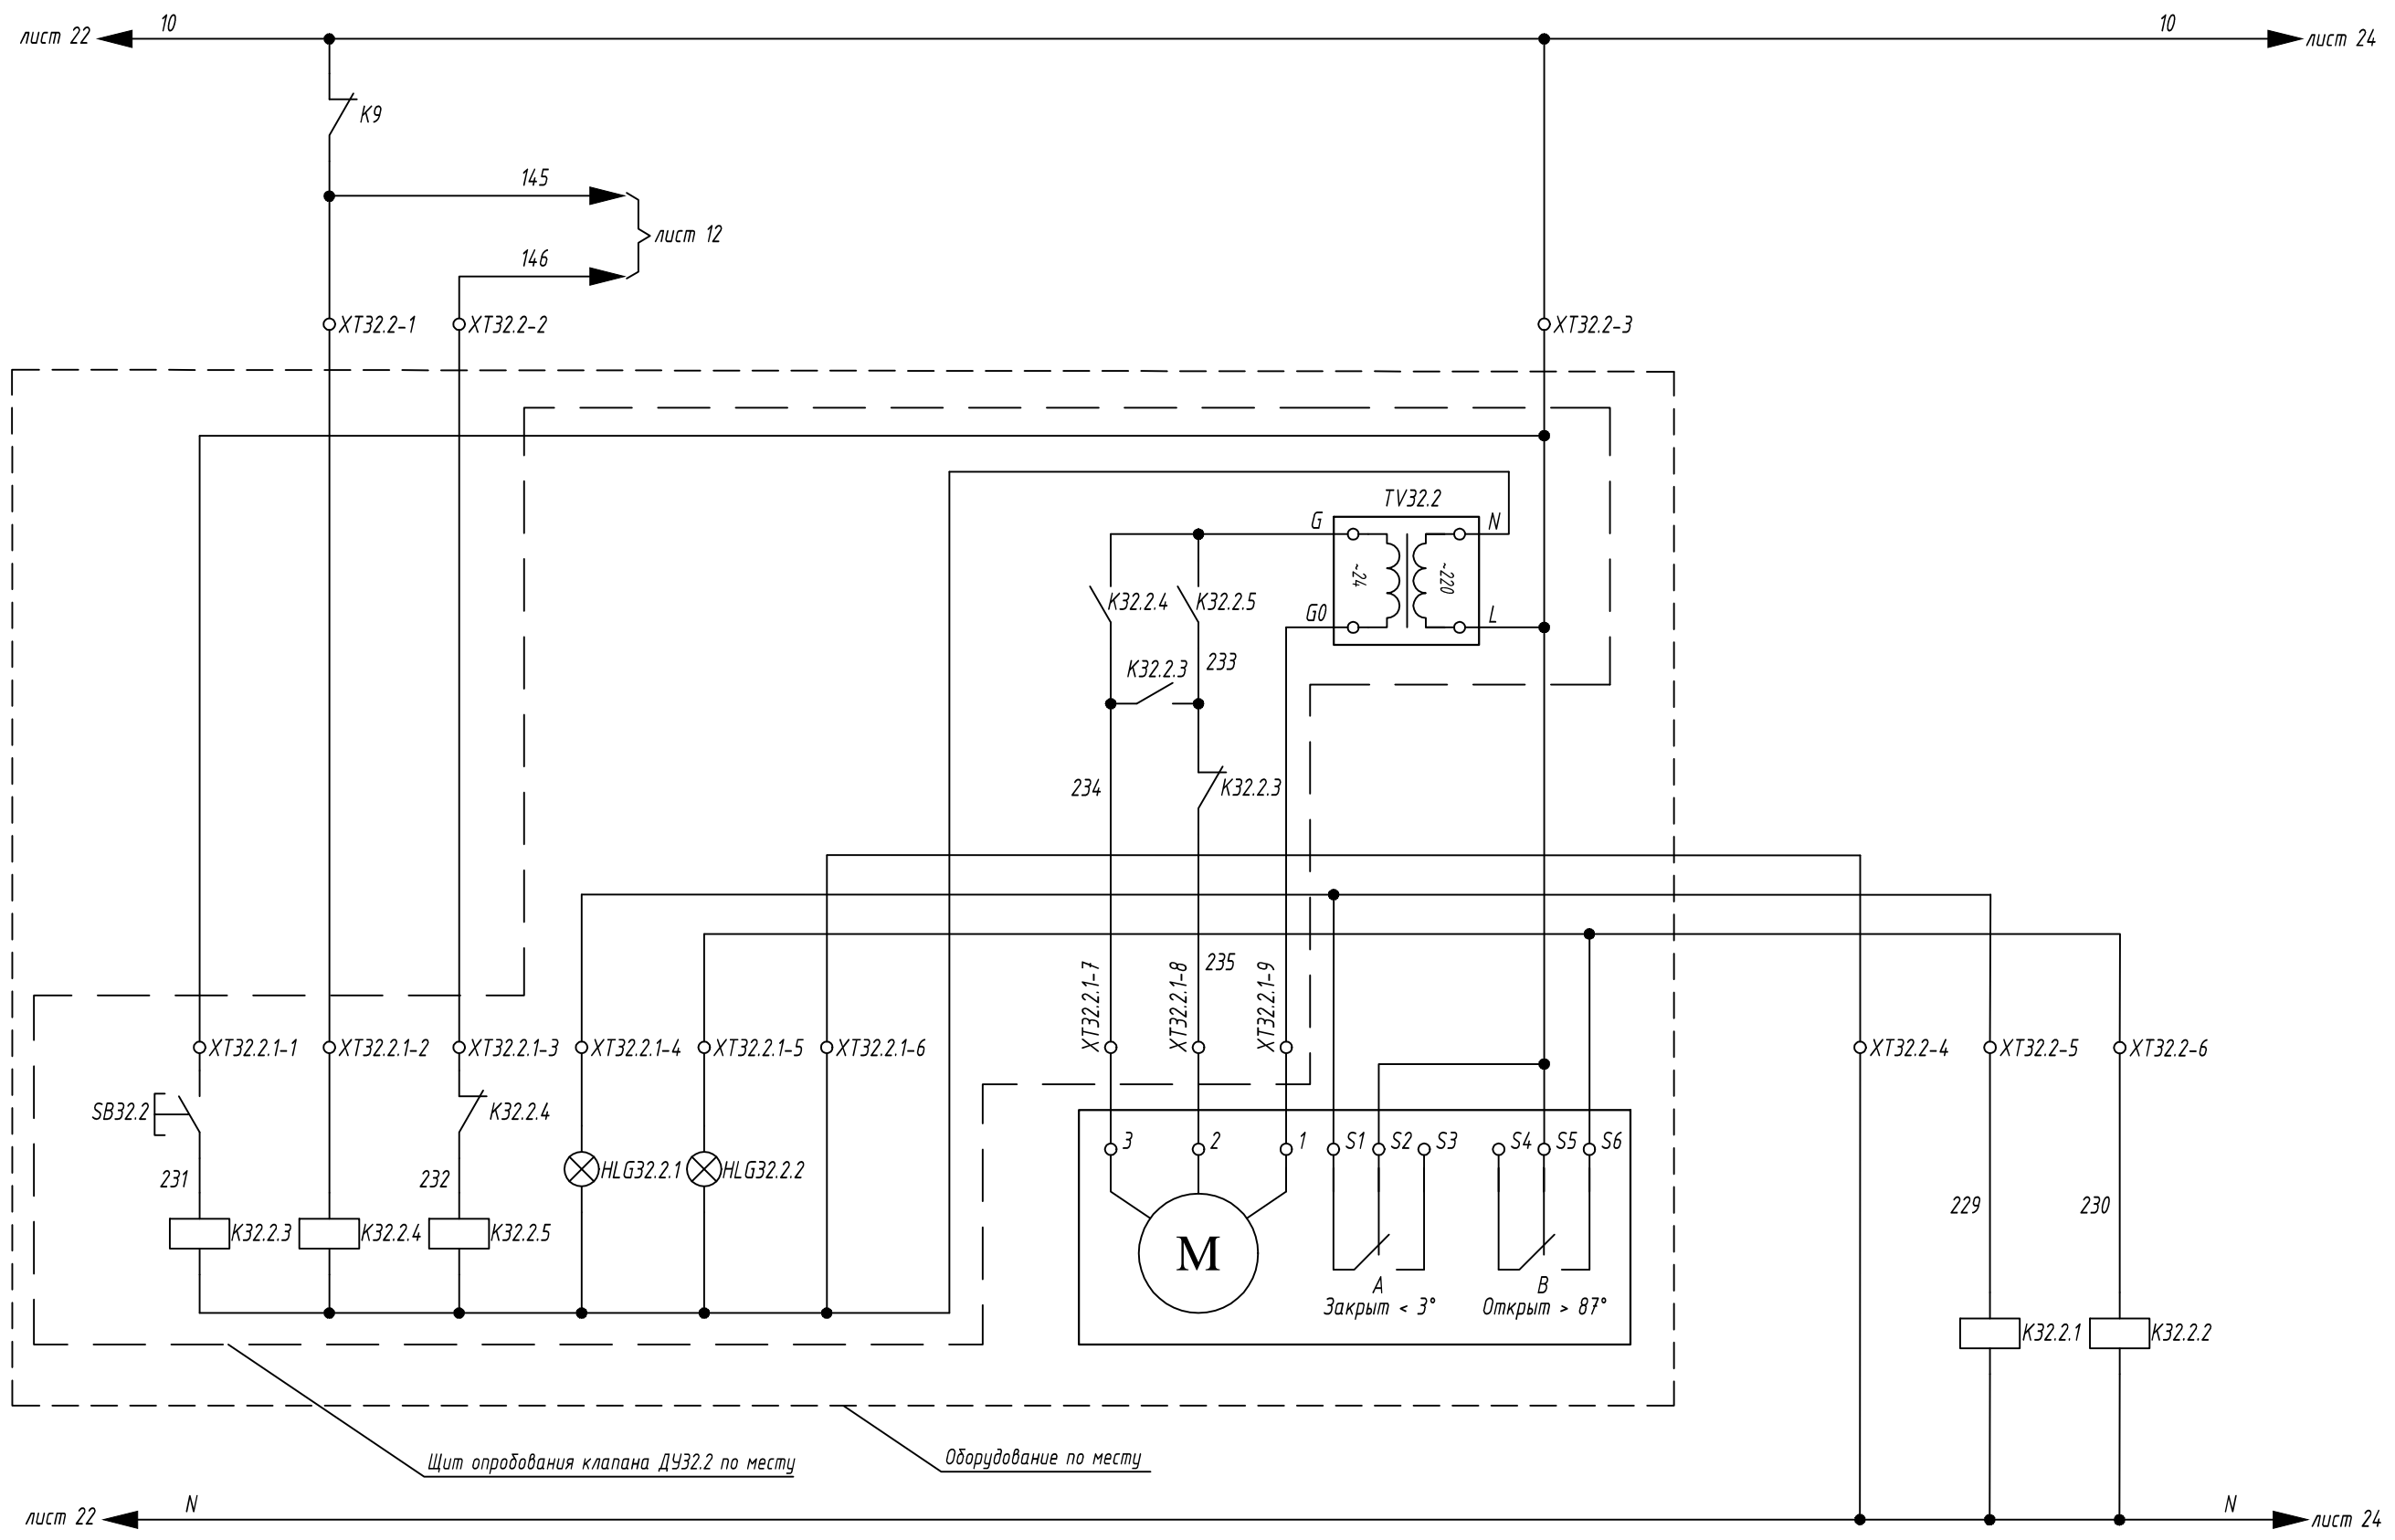 10
10
лист 22
лист 24
K9
145
лист 12
146
XT32.2-1
XT32.2-2
XT32.2-3
TV32.2
G
N
~24
~220
K32.2.4
K32.2.5
G0
L
K32.2.3
233
234
K32.2.3
XT32.2.1-7
XT32.2.1-8
235
XT32.2.1-9
XT32.2.1-1
XT32.2.1-2
XT32.2.1-3
XT32.2.1-4
XT32.2.1-5
XT32.2.1-6
XT32.2-4
XT32.2-5
XT32.2-6
SB32.2
K32.2.4
3
2
1
S1
S2
S3
S4
S5
S6
231
232
HLG32.2.1
HLG32.2.2
229
230
K32.2.3
K32.2.4
K32.2.5
M
A
Закрыт < 3°
B
Открыт > 87°
K32.2.1
K32.2.2
Щит опробования клапана ДУ32.2 по месту
Оборудование по месту
N
N
лист 22
лист 24